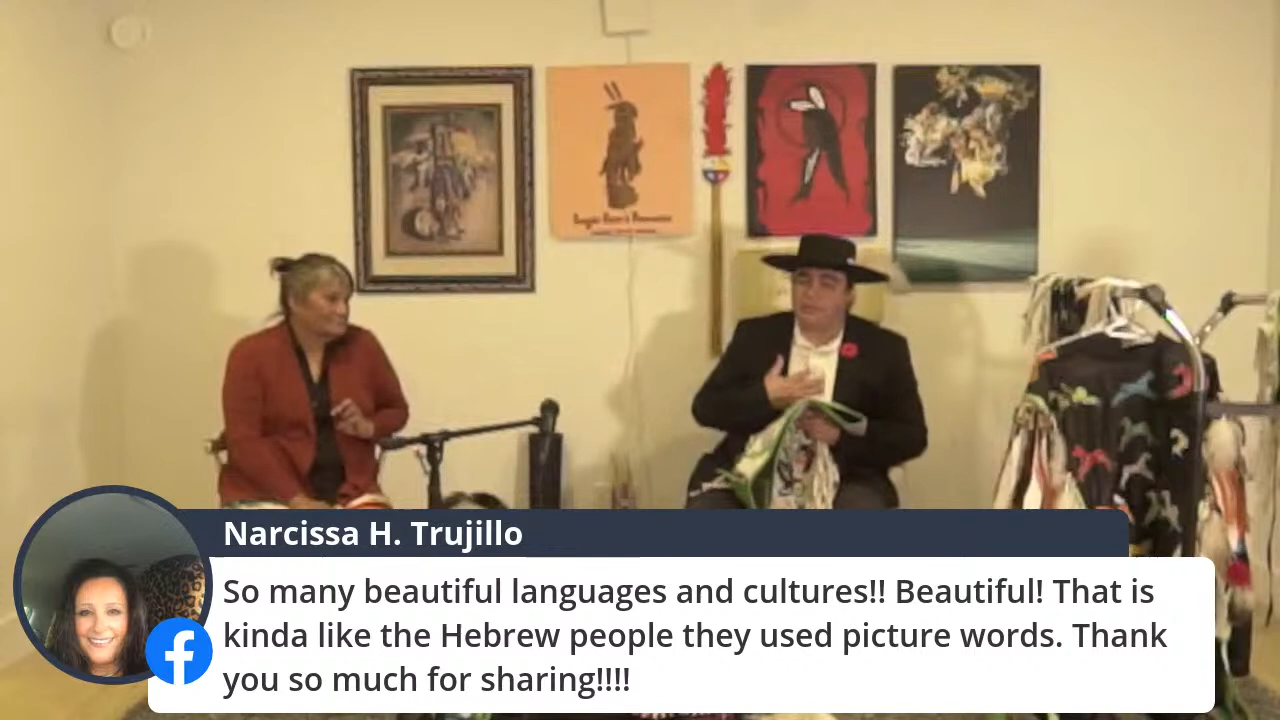 Narcissa H. Trujillo
So many beautiful languages and cultures!! Beautiful! That is
kinda like the Hebrew people they used picture words. Thank
you so much for sharing!!!!